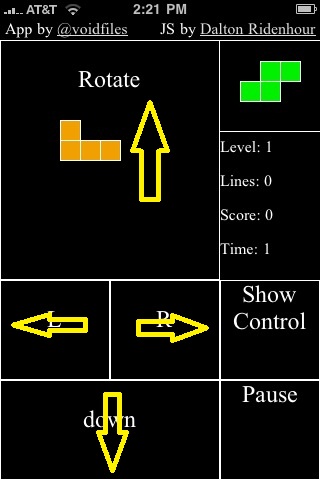 AT&T 2:21 PM
App by @voidfiles JS by Dalton Ridenhour
Rotate
Level: 1
Lines: 0
Score: 0
Time: 1
L R
Show
Control
down
Pause